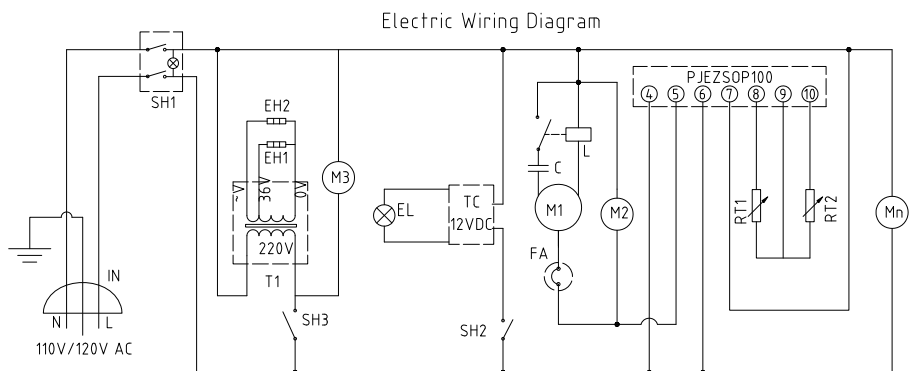 Electric Wiring Diagram
SH1
PJEZSOP100
4 5 6 7 8 9 10
EH2
EH1
~V
36V
0V
220V
T1
M3
SH3
EL
TC
12VDC
SH2
C
L
M1
M2
FA
RT1
RT2
Mn
IN
N
L
110V/120V AC